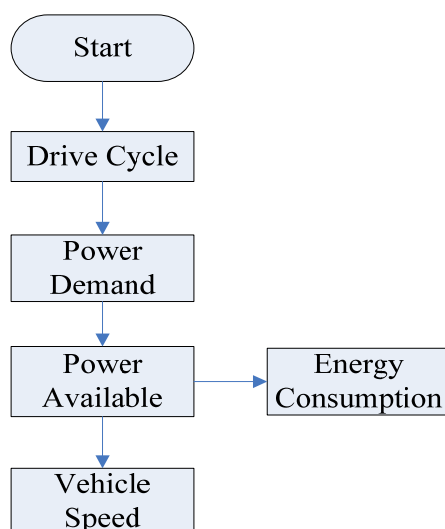 Start
Drive Cycle
Power
Demand
Power
Available
Energy
Consumption
Vehicle
Speed